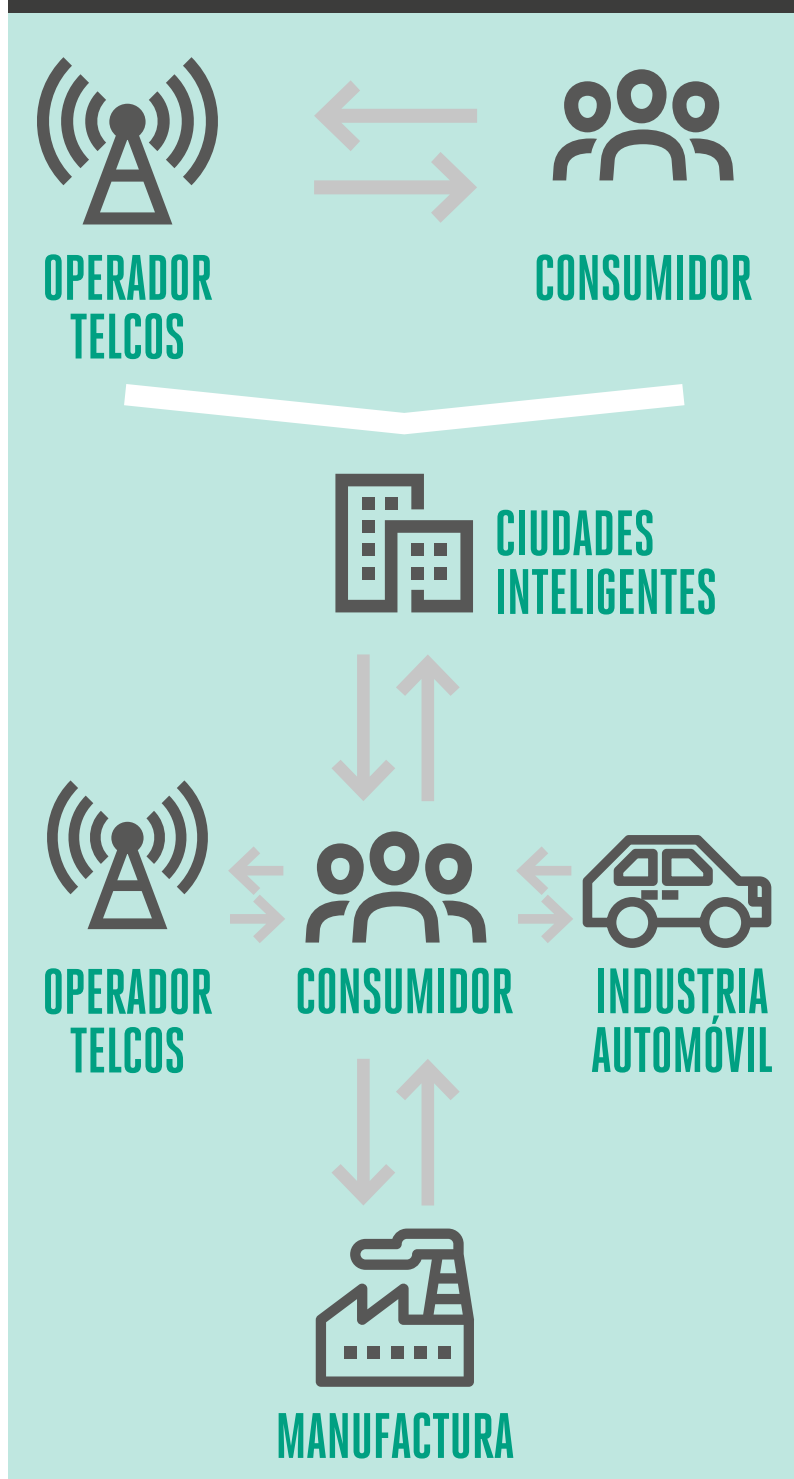 OPERADOR
TELCOS
CONSUMIDOR
CIUDADES
INTELIGENTES
OPERADOR
TELCOS
CONSUMIDOR
INDUSTRIA
AUTOMÓVIL
MANUFACTURA